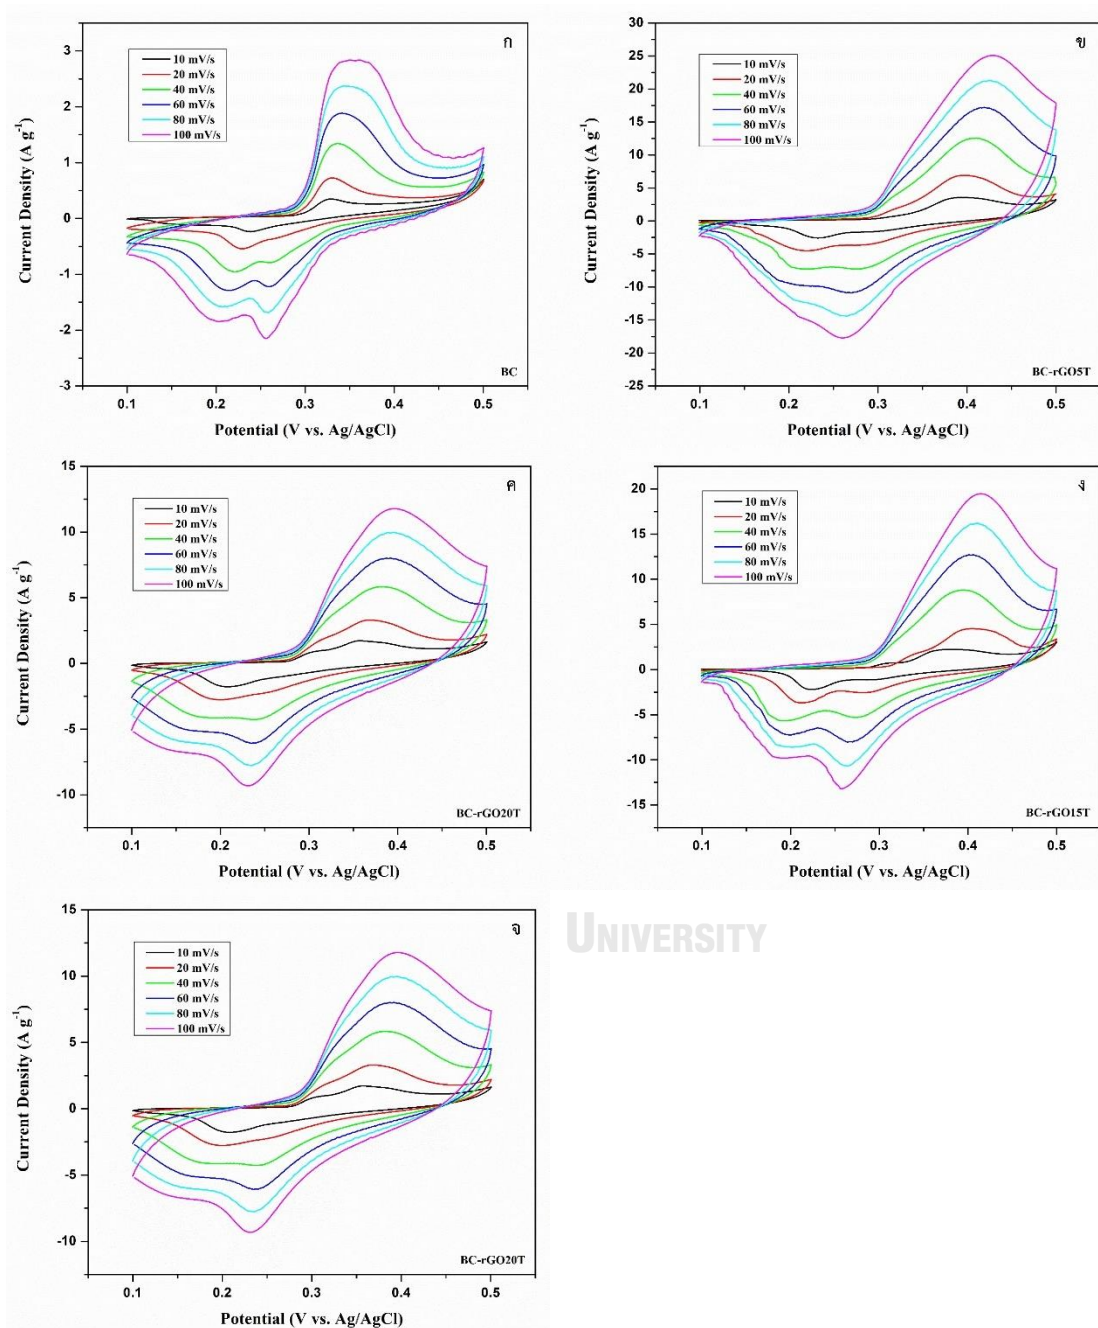 ก
10 mV/s
20 mV/s
40 mV/s
60 mV/s
80 mV/s
100 mV/s
3
2
1
0
-1
-2
-3
0.1 0.2 0.3 0.4 0.5
Current Density (A g-1)
Potential (V vs. Ag/AgCl)
BC
ข
10 mV/s
20 mV/s
40 mV/s
60 mV/s
80 mV/s
100 mV/s
30
25
20
15
10
5
0
-5
-10
-15
-20
-25
0.1 0.2 0.3 0.4 0.5
Current Density (A g-1)
Potential (V vs. Ag/AgCl)
BC-rGO5T
ค
10 mV/s
20 mV/s
40 mV/s
60 mV/s
80 mV/s
100 mV/s
15
10
5
0
-5
-10
0.1 0.2 0.3 0.4 0.5
Current Density (A g-1)
Potential (V vs. Ag/AgCl)
BC-rGO20T
ง
10 mV/s
20 mV/s
40 mV/s
60 mV/s
80 mV/s
100 mV/s
20
15
10
5
0
-5
-10
-15
0.1 0.2 0.3 0.4 0.5
Current Density (A g-1)
Potential (V vs. Ag/AgCl)
BC-rGO15T
จ
10 mV/s
20 mV/s
40 mV/s
60 mV/s
80 mV/s
100 mV/s
15
10
5
0
-5
-10
0.1 0.2 0.3 0.4 0.5
Current Density (A g-1)
Potential (V vs. Ag/AgCl)
BC-rGO20T
UNIVERSITY